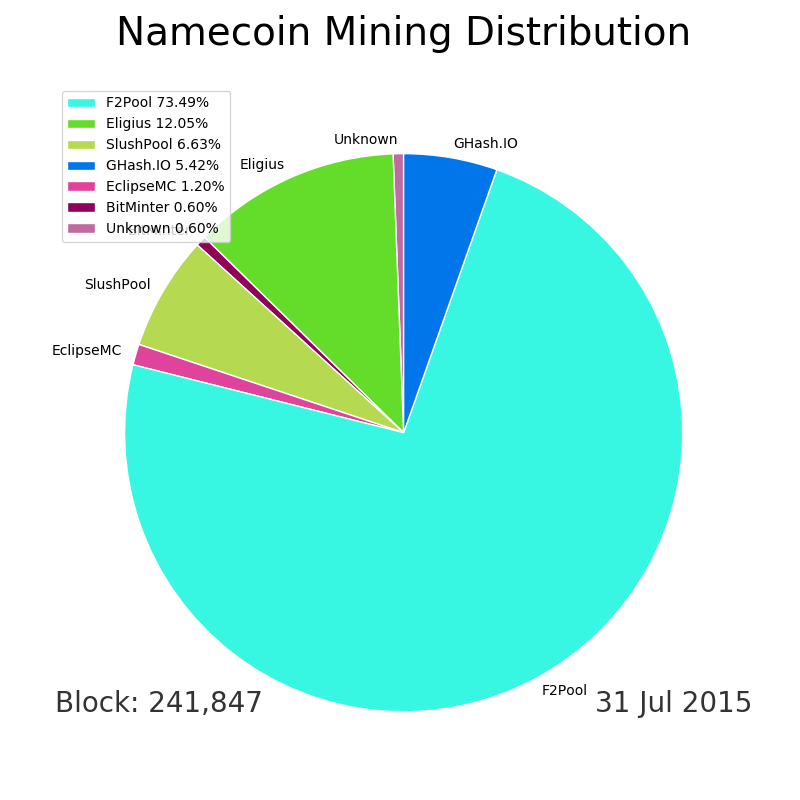 Namecoin Mining Distribution
F2Pool 73.49%
Eligius 12.05%
SlushPool 6.63%
GHash.IO 5.42%
EclipseMC 1.20%
BitMinter 0.60%
Unknown 0.60%
Unknown
GHash.IO
Eligius
SlushPool
EclipseMC
F2Pool
Block: 241,847
31 Jul 2015